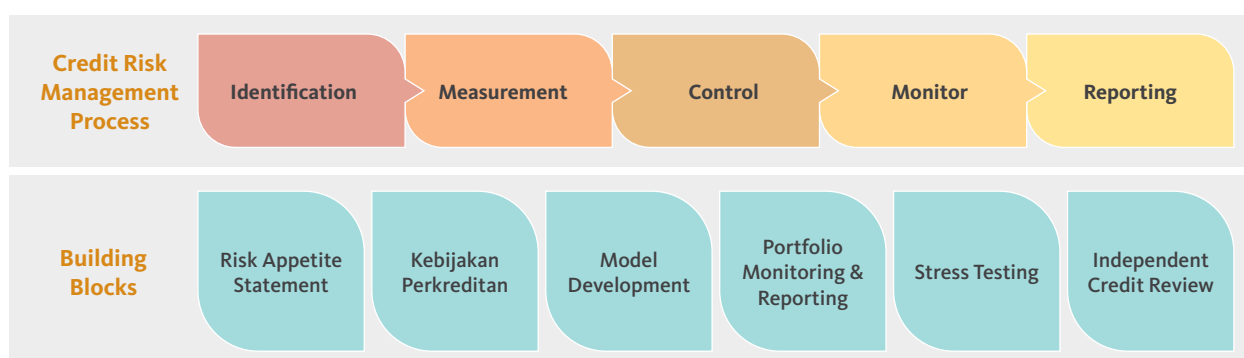 Credit Risk
Management
Process
Identification
Measurement
Control
Monitor
Reporting
Building
Blocks
Risk Appetite
Statement
Kebijakan
Perkreditan
Model
Development
Portfolio
Monitoring &
Reporting
Stress Testing
Independent
Credit Review